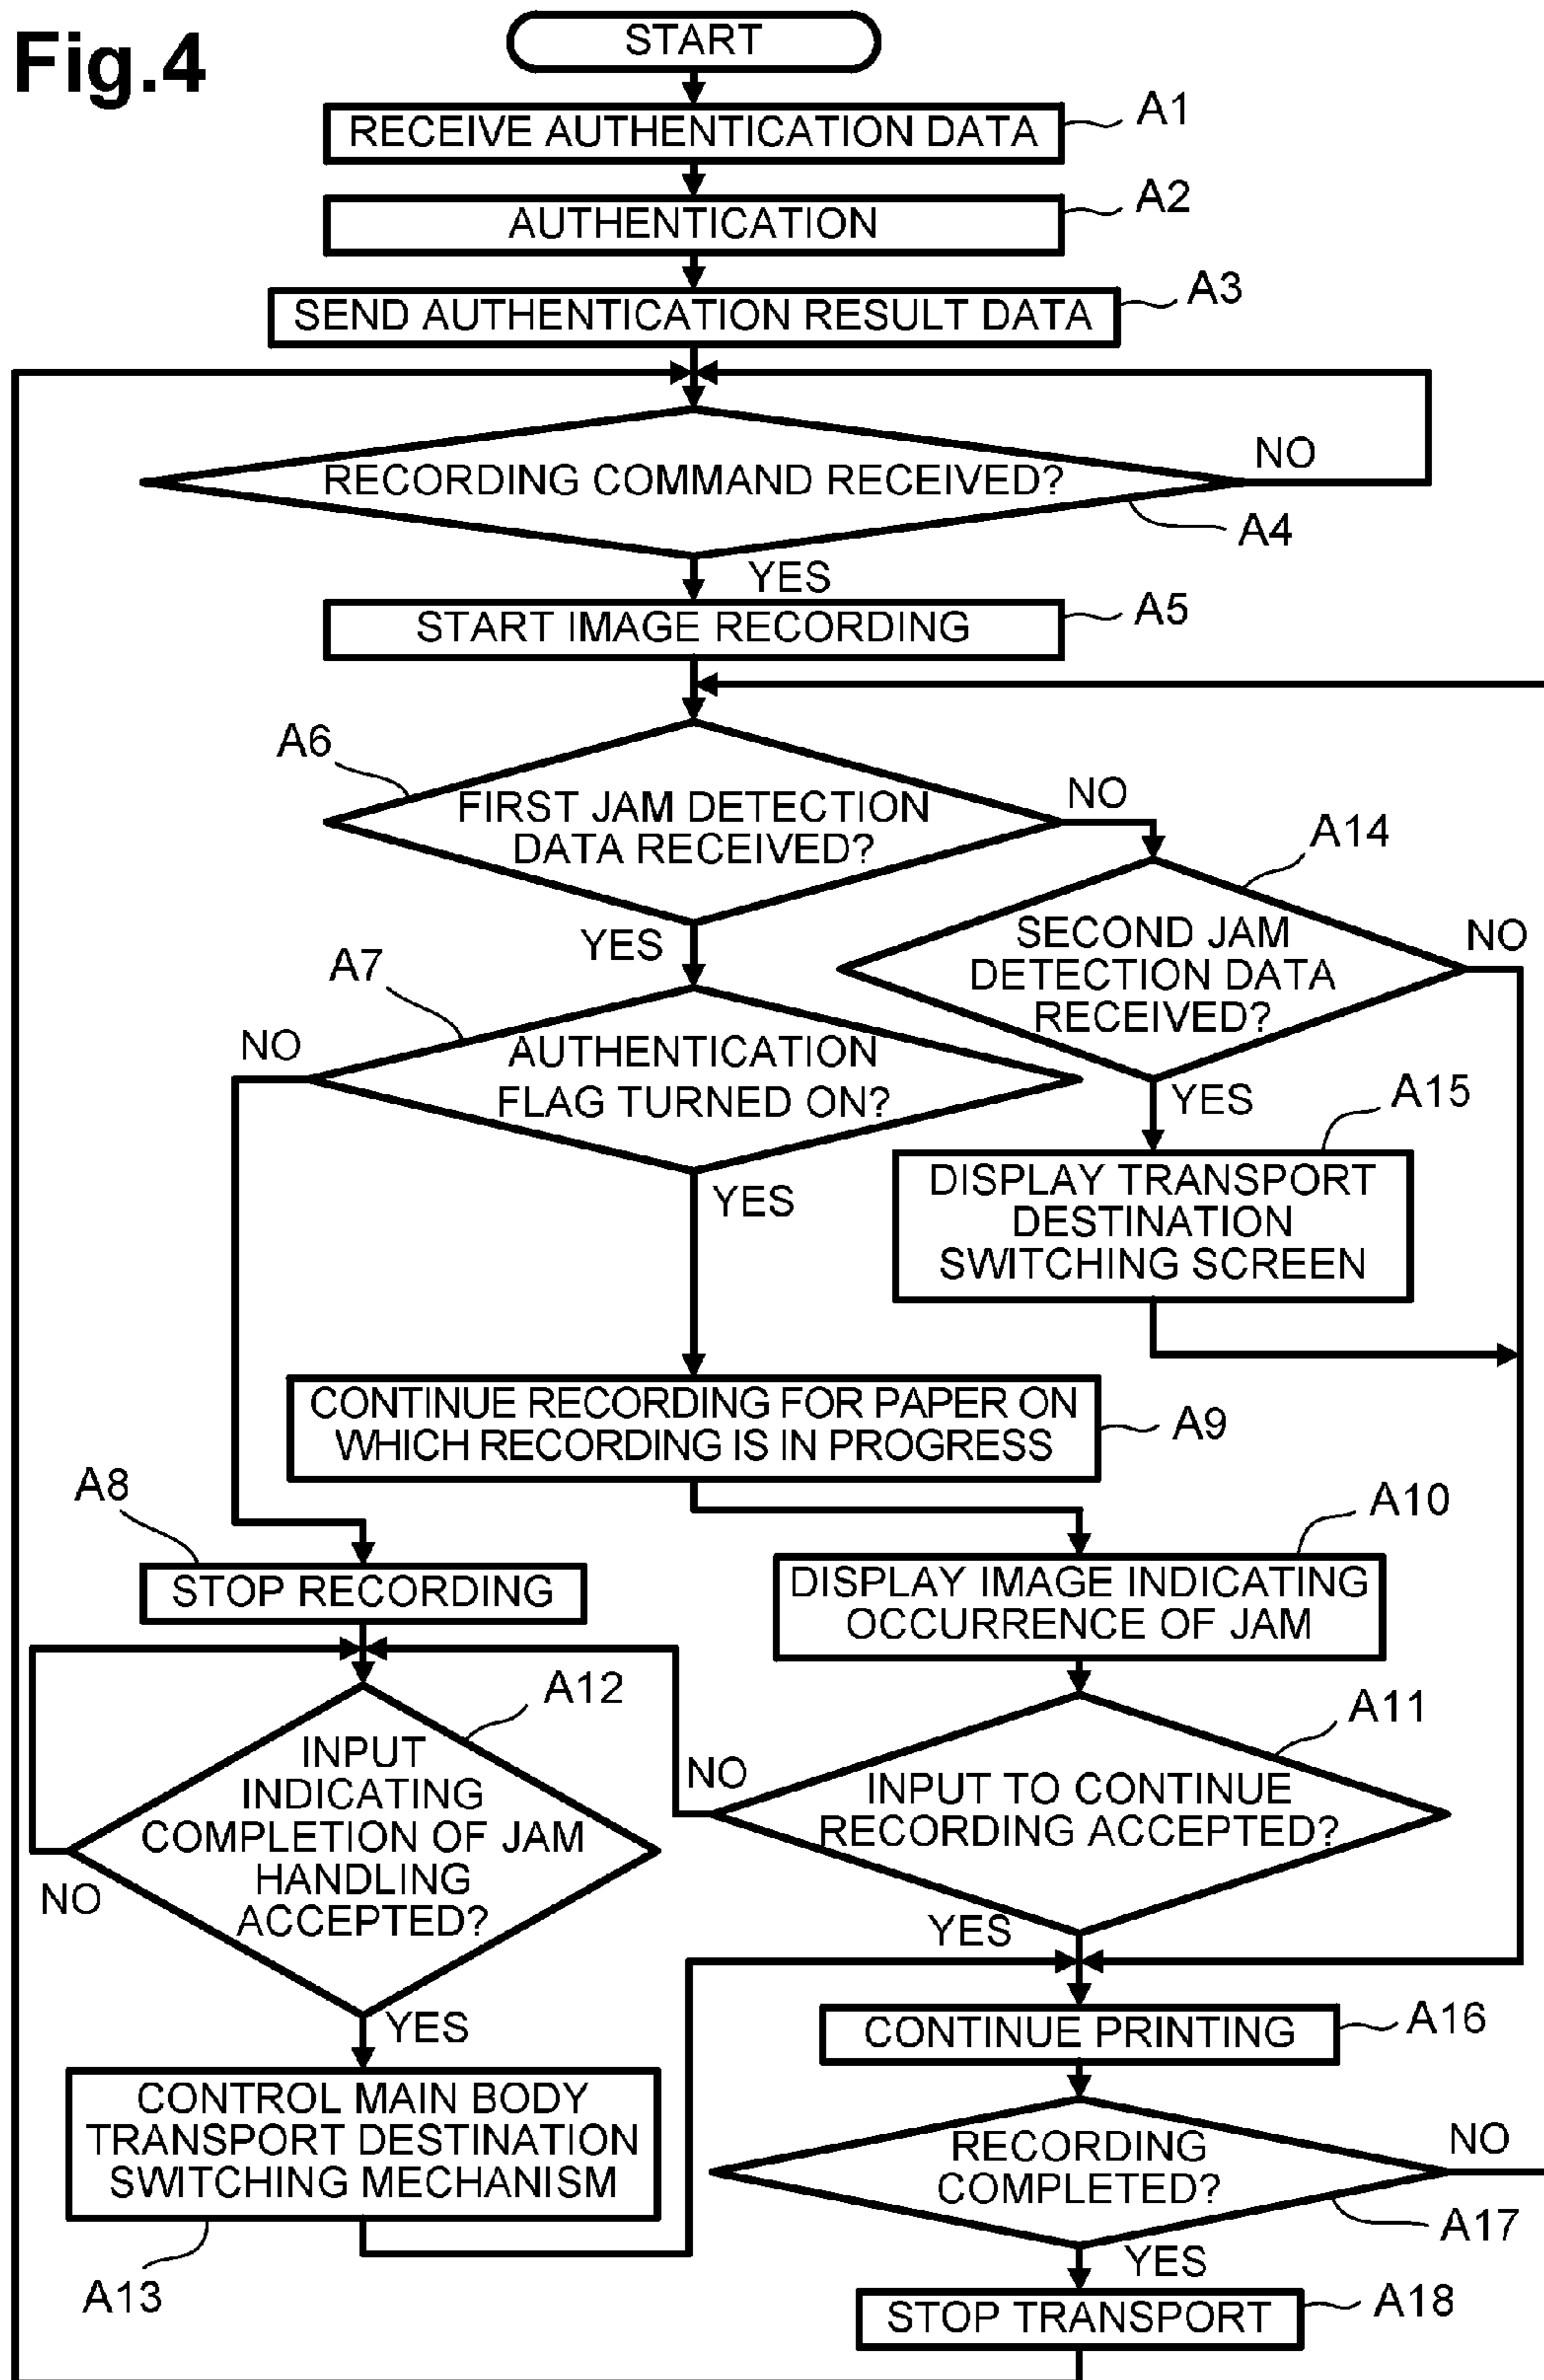 Fig.4
START
RECEIVE AUTHENTICATION DATA
A1
AUTHENTICATION
A2
SEND AUTHENTICATION RESULT DATA
A3
RECORDING COMMAND RECEIVED?
NO
A4
YES
START IMAGE RECORDING
A5
A6
FIRST JAM DETECTION
DATA RECEIVED?
NO
YES
A14
SECOND JAM
DETECTION DATA
RECEIVED?
NO
YES
A7
AUTHENTICATION
FLAG TURNED ON?
NO
YES
A15
DISPLAY TRANSPORT
DESTINATION
SWITCHING SCREEN
CONTINUE RECORDING FOR PAPER ON
WHICH RECORDING IS IN PROGRESS
A9
A8
STOP RECORDING
A10
DISPLAY IMAGE INDICATING
OCCURRENCE OF JAM
A12
INPUT
INDICATING
COMPLETION OF JAM
HANDLING
ACCEPTED?
NO
YES
A11
INPUT TO CONTINUE
RECORDING ACCEPTED?
NO
YES
CONTROL MAIN BODY
TRANSPORT DESTINATION
SWITCHING MECHANISM
A13
CONTINUE PRINTING
A16
RECORDING
COMPLETED?
NO
A17
YES
STOP TRANSPORT
A18